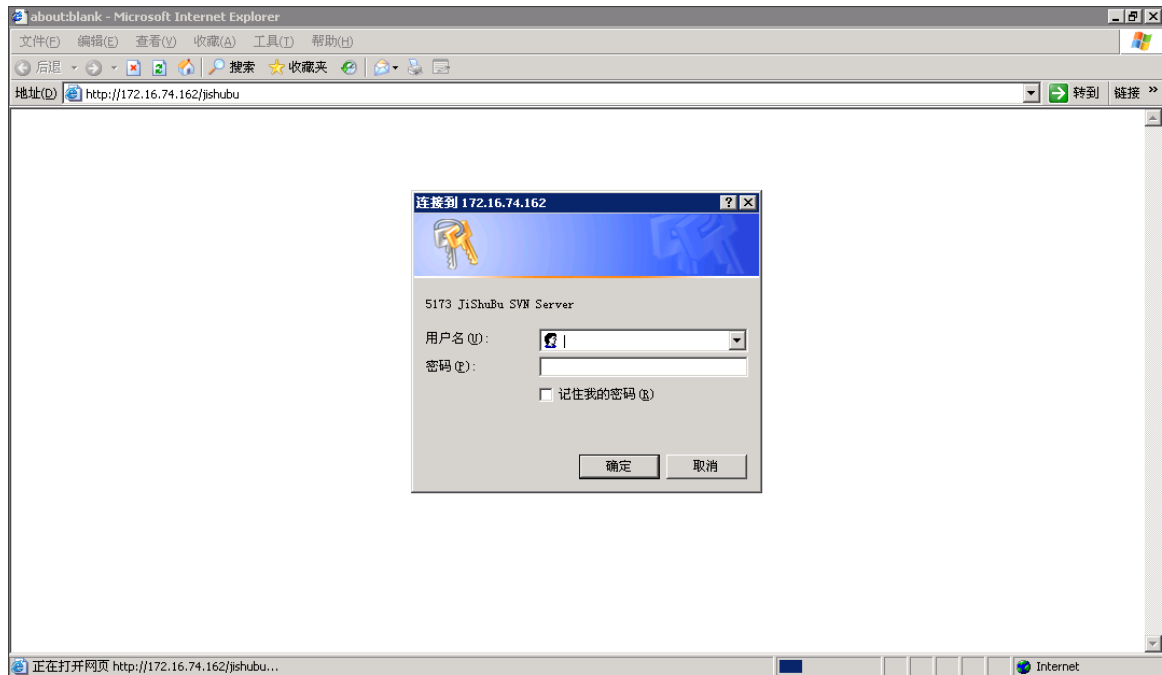 about:blank - Microsoft Internet Explorer
文件(F) 编辑(E) 查看(V) 收藏(A) 工具(T) 帮助(H)
后退 搜索 收藏夹
地址(D) http://172.16.74.162/jishubu 转到 链接 »
连接到 172.16.74.162
5173 JiShuBu SVN Server
用户名(U):
密码(P):
记住我的密码(R)
确定 取消
正在打开网页 http://172.16.74.162/jishubu... Internet